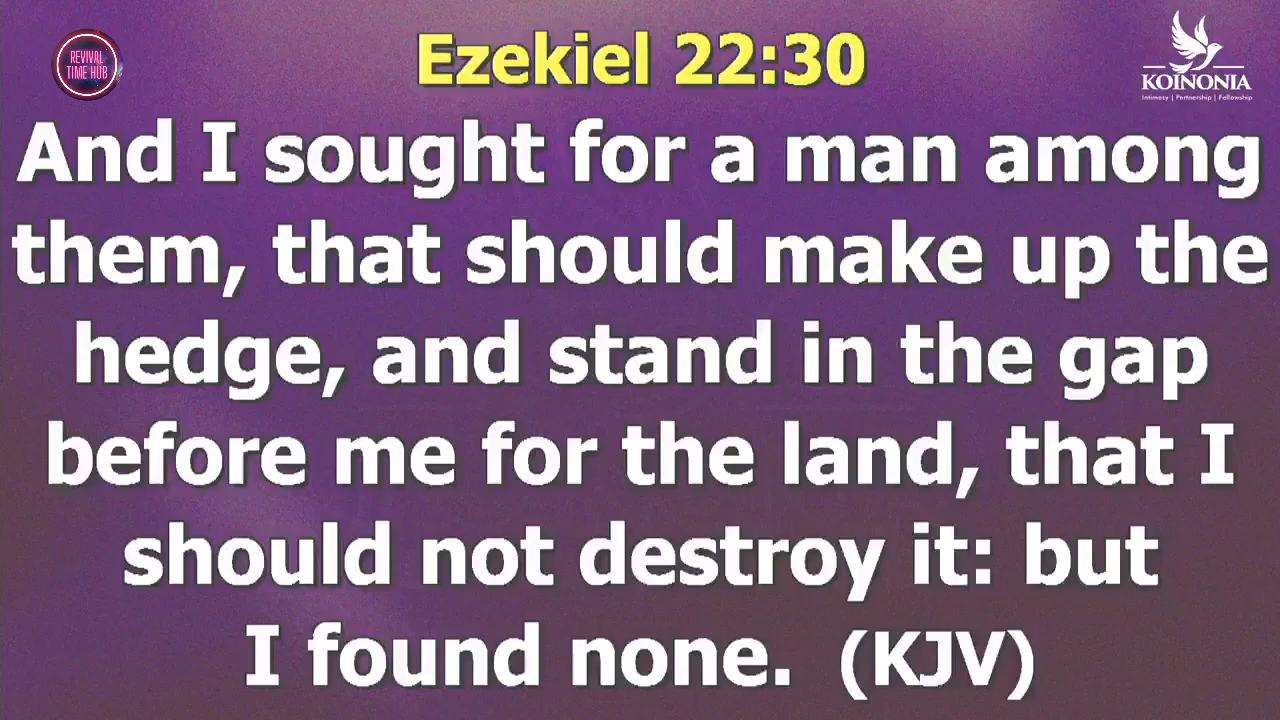 REVIVAL
TIME HUB
Ezekiel 22:30
KOINONIA
Intimacy | Partnership | Fellowship
And I sought for a man among
them, that should make up the
hedge, and stand in the gap
before me for the land, that I
should not destroy it: but
I found none. (KJV)